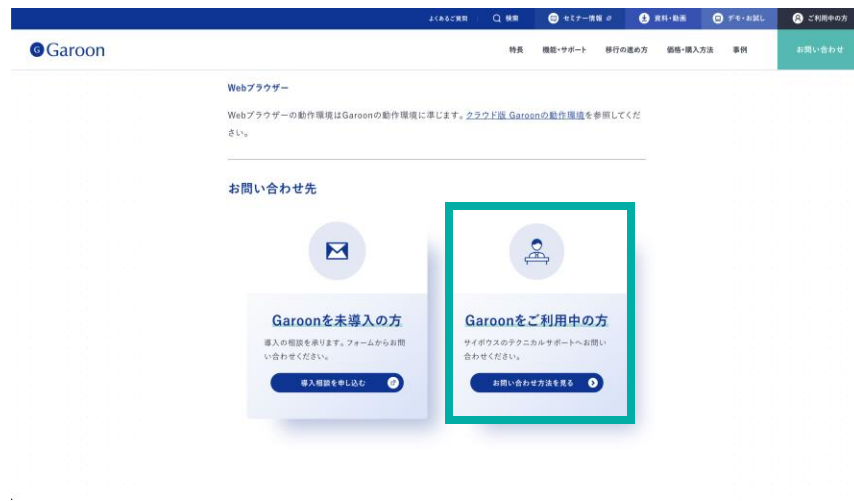 よくあるご質問
検索
セミナー情報
資料・動画
デモ・お試し
ご利用中の方
G Garoon
特長
機能・サポート
移行の進め方
価格・購入方法
事例
お問い合わせ
Webブラウザー
Webブラウザーの動作環境はGaroonの動作環境に準じます。クラウド版 Garoonの動作環境を参照してくだ
さい。
お問い合わせ先
Garoonを未導入の方
導入の相談を承ります。フォームからお問
い合わせください。
導入相談を申し込む
Garoonをご利用中の方
サイボウズのテクニカルサポートへお問い
合わせください。
お問い合わせ方法を見る